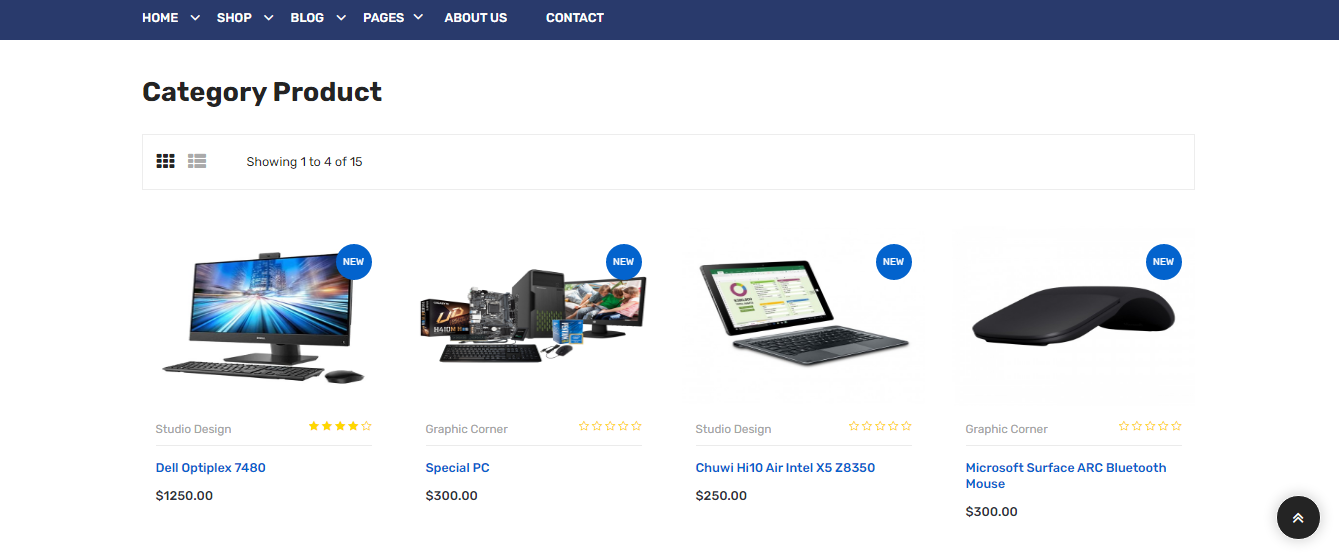 HOME SHOP BLOG PAGES ABOUT US CONTACT
Category Product
Showing 1 to 4 of 15
NEW NEW NEW NEW
H410M H
Studio Design Graphic Corner Studio Design Graphic Corner
Dell Optiplex 7480 Special PC Chuwi Hi10 Air Intel X5 Z8350 Microsoft Surface ARC Bluetooth
Mouse
$1250.00 $300.00 $250.00
$300.00